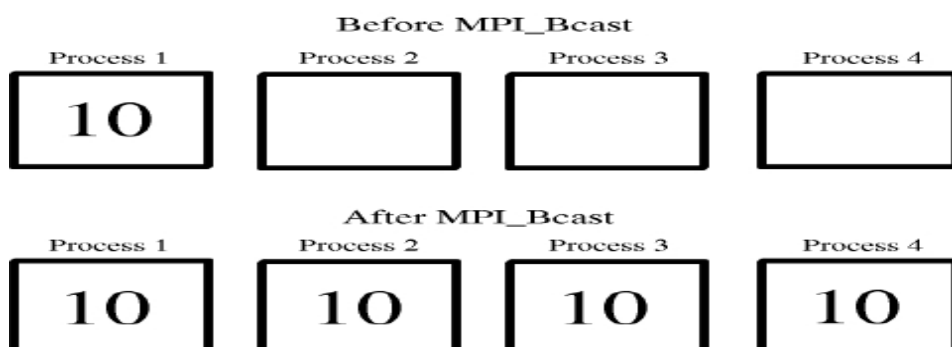 Before MPI_Bcast
Process 1 Process 2 Process 3 Process 4
10
After MPI_Bcast
Process 1 Process 2 Process 3 Process 4
10 10 10 10